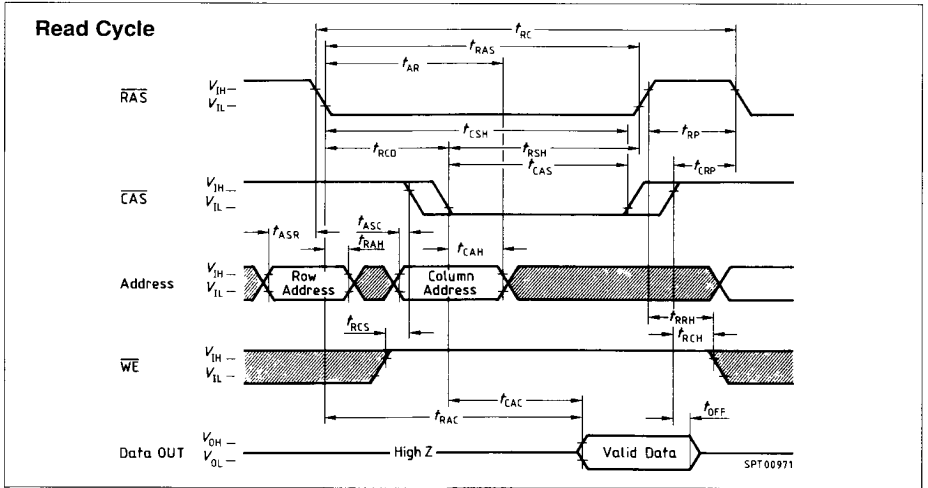 Read Cycle
tRC
tRAS
tAR
RAS
VIH
VIL
tCSH
tRP
tRCD
tRSH
tCAS
tCRP
CAS
VIH
VIL
tASR
tASC
tRAH
tCAH
Address
VIH
VIL
Row
Address
Column
Address
tRCS
tRRH
tRCH
WE
VIH
VIL
tCAC
tRAC
tOFF
Data OUT
VOH
VOL
High Z
Valid Data
SPT00971